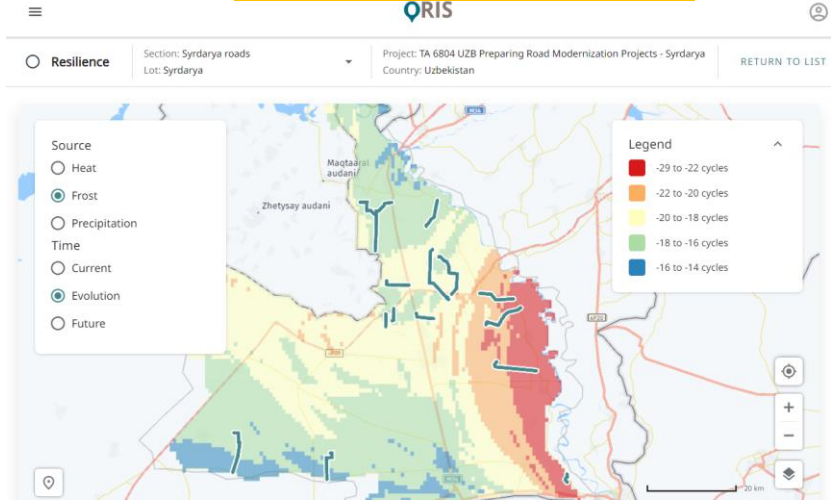 QRIS
Resilience
Section: Syrdarya roads
Lot: Syrdarya
Project: TA 6804 UZB Preparing Road Modernization Projects - Syrdarya
Country: Uzbekistan
RETURN TO LIST
Source
Heat
Frost
Precipitation
Time
Current
Evolution
Future
Maqtaaral
audany
Zhetysay audani
Legend
-29 to -22 cycles
-22 to -20 cycles
-20 to -18 cycles
-18 to -16 cycles
-16 to -14 cycles
20 km